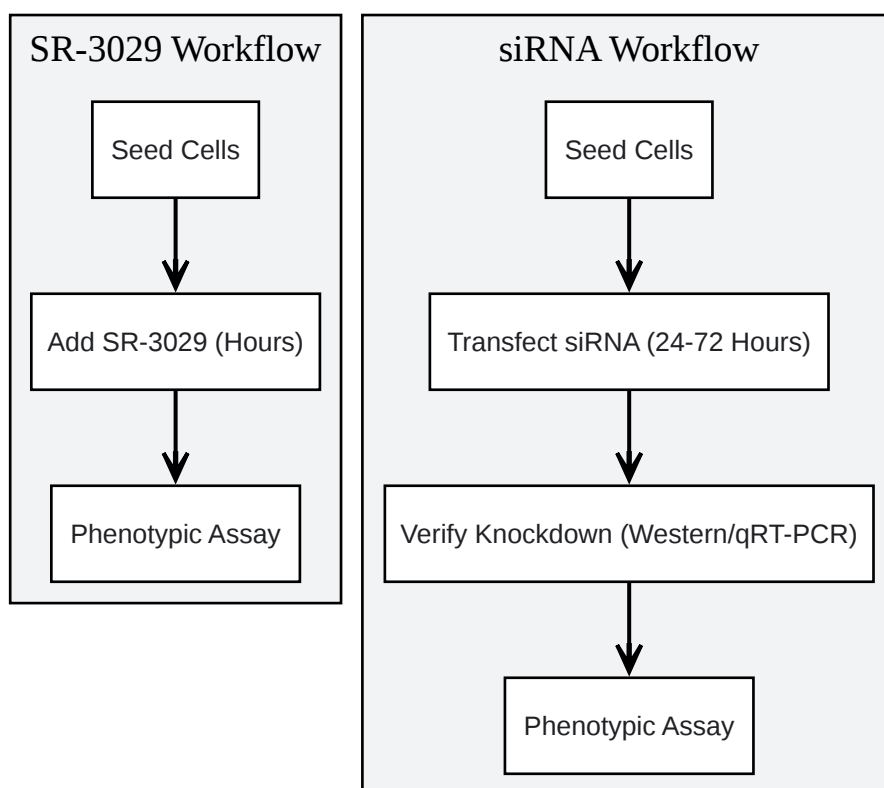 SR-3029 Workflow
Seed Cells
Add SR-3029 (Hours)
Phenotypic Assay
siRNA Workflow
Seed Cells
Transfect siRNA (24-72 Hours)
Verify Knockdown (Western/qRT-PCR)
Phenotypic Assay